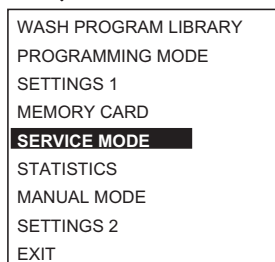 WASH PROGRAM LIBRARY
PROGRAMMING MODE
SETTINGS 1
MEMORY CARD
SERVICE MODE
STATISTICS
MANUAL MODE
SETTINGS 2
EXIT